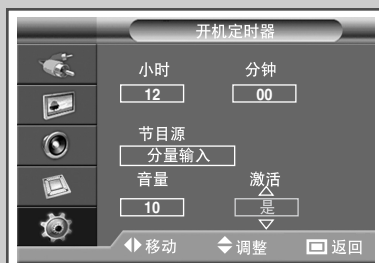 开机定时器
小时 分钟
12 00
节目源
分量输入
音量 激活
10 是
移动 调整 返回